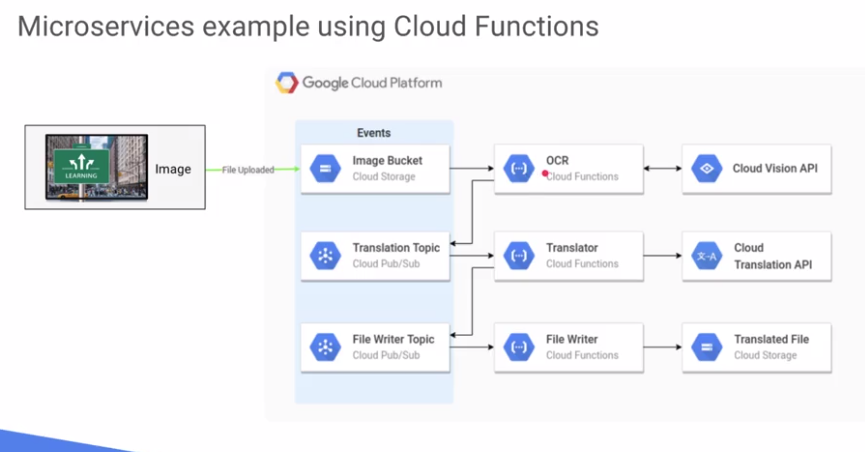 Microservices example using Cloud Functions
Google Cloud Platform
Events
LEARNING
Image
File Uploaded
Image Bucket
Cloud Storage
OCR
Cloud Functions
Cloud Vision API
Translation Topic
Cloud Pub/Sub
Translator
Cloud Functions
Cloud
Translation API
文-A
File Writer Topic
Cloud Pub/Sub
File Writer
Cloud Functions
Translated File
Cloud Storage